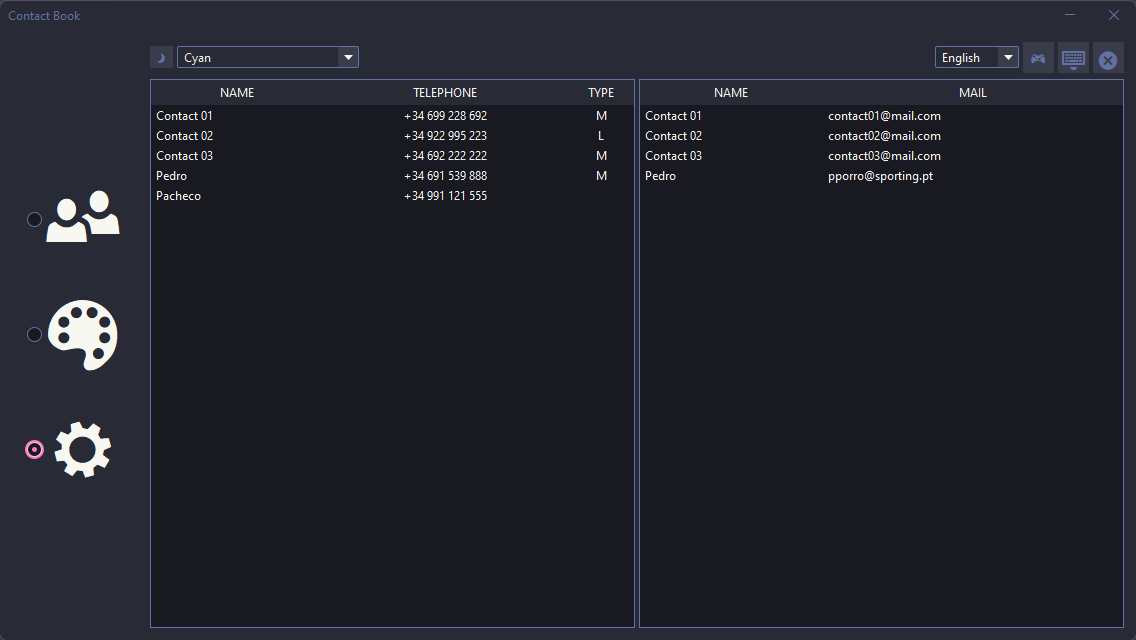 Contact Book
Cyan
English
NAME TELEPHONE TYPE
Contact 01 +34 699 228 692 M
Contact 02 +34 922 995 223 L
Contact 03 +34 692 222 222 M
Pedro +34 691 539 888 M
Pacheco +34 991 121 555
NAME MAIL
Contact 01 contact01@mail.com
Contact 02 contact02@mail.com
Contact 03 contact03@mail.com
Pedro pporro@sporting.pt